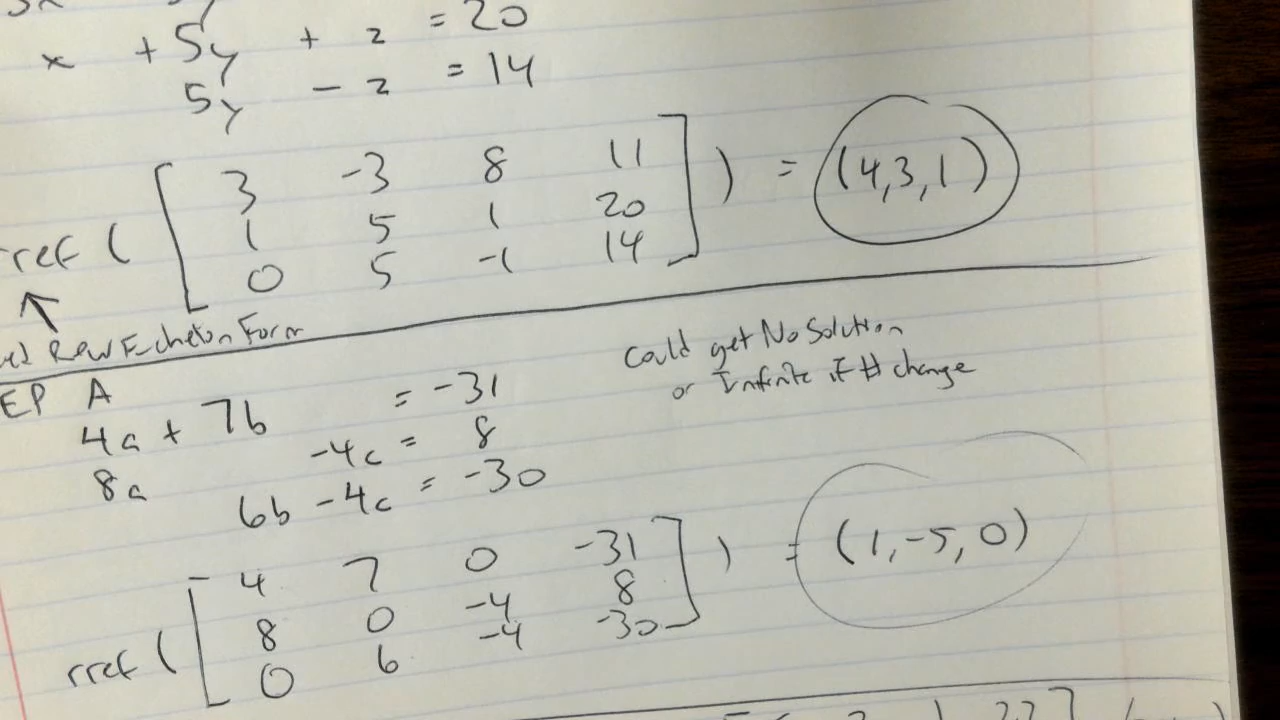 x + 5y + z = 20
5y - z = 14
rref ( [ 3 -3 8 11
1 5 1 20
0 5 -1 14 ] ) = (4,3,1)
Row Echelon Form
Could get No Solution
or Infinite if # change
EP A
4a + 7b = -31
8a -4c = 8
6b - 4c = -30
rref ( [ 4 7 0 -31
8 0 -4 8
0 6 -4 -30 ] ) = (1,-5,0)